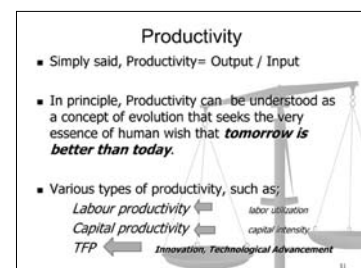 Productivity
▪ Simply said, Productivity= Output / Input
▪ In principle, Productivity can be understood as
a concept of evolution that seeks the very
essence of human wish that tomorrow is
better than today.
▪ Various types of productivity, such as;
Labour productivity labor utilization
Capital productivity capital intensity
TFP Innovation, Technological Advancement